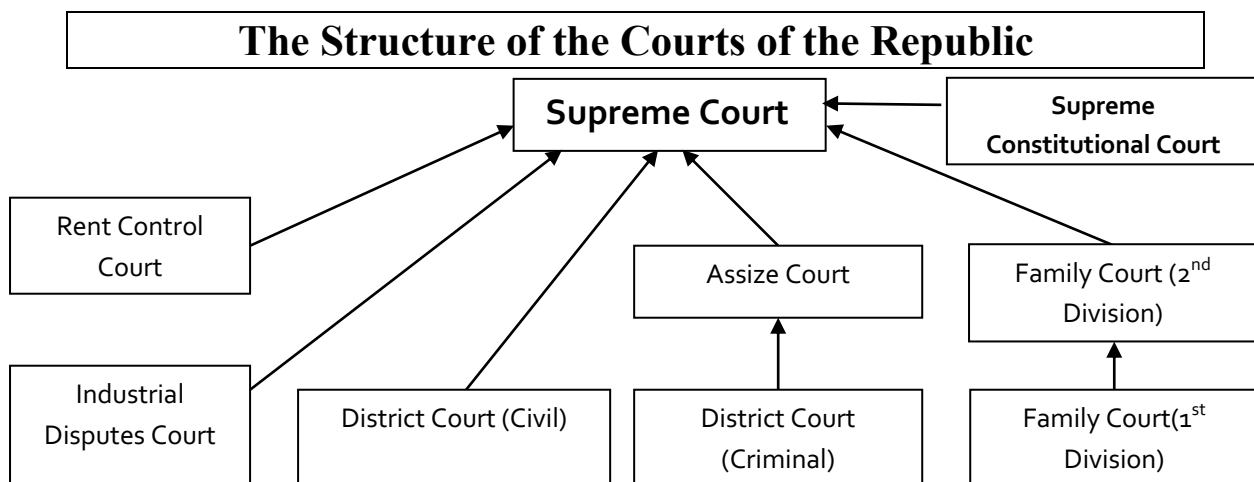 The Structure of the Courts of the Republic
Supreme Court
Supreme
Constitutional Court
Rent Control
Court
Assize Court
Family Court (2nd
Division)
Industrial
Disputes Court
District Court (Civil)
District Court
(Criminal)
Family Court(1st
Division)